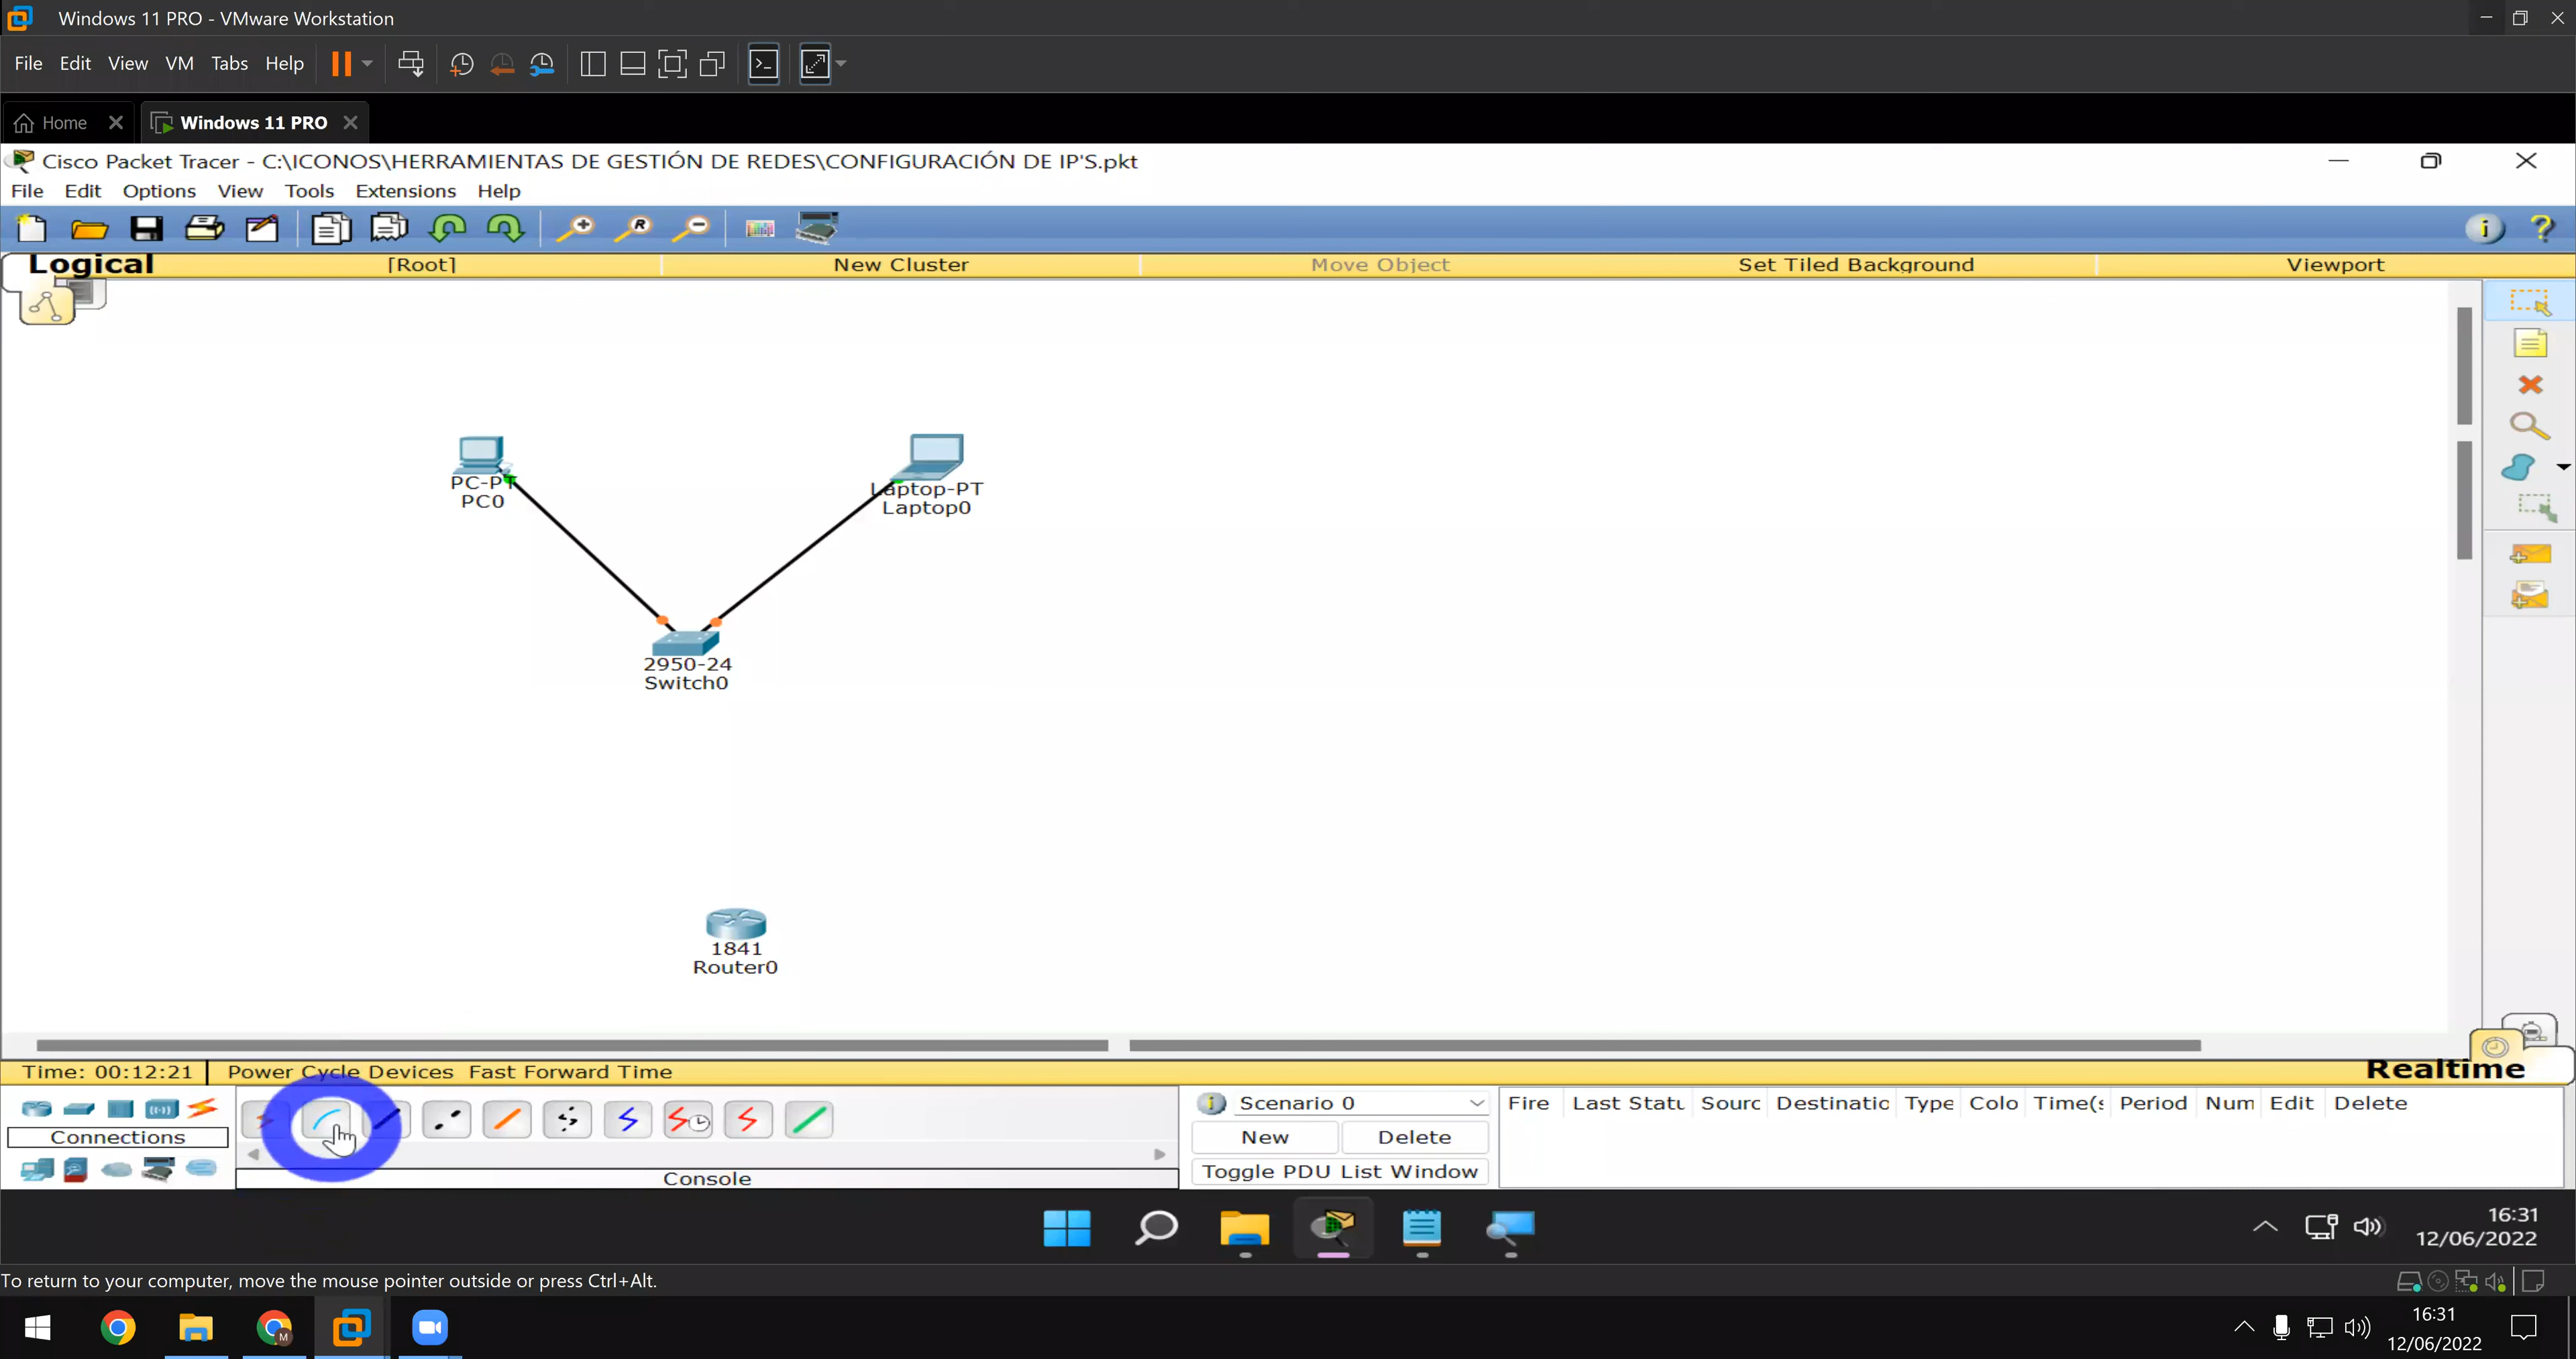 Windows 11 PRO - VMware Workstation
File Edit View VM Tabs Help
Home Windows 11 PRO
Cisco Packet Tracer - C:\ICONOS\HERRAMIENTAS DE GESTIÓN DE REDES\CONFIGURACIÓN DE IP'S.pkt
File Edit Options View Tools Extensions Help
Logical [Root] New Cluster Move Object Set Tiled Background Viewport
PC-PT
PC0
Laptop-PT
Laptop0
2950-24
Switch0
1841
Router0
Time: 00:12:21 Power Cycle Devices Fast Forward Time
Realtime
Connections
Console
Scenario 0
New Delete
Toggle PDU List Window
Fire Last Statu Sourc Destinatic Type Colo Time(s Period Num Edit Delete
16:31
12/06/2022
To return to your computer, move the mouse pointer outside or press Ctrl+Alt.
16:31
12/06/2022